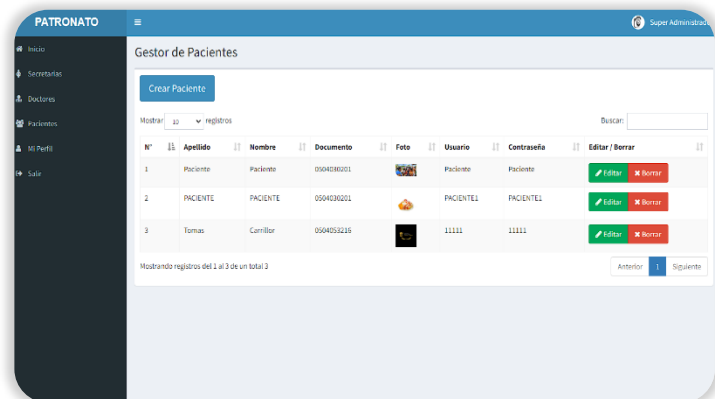 PATRONATO
Super Administrado
Inicio
Secretarias
Doctores
Pacientes
Mi Perfil
Salir
Gestor de Pacientes
Crear Paciente
Mostrar 10 registros
Buscar:
N° Apellido Nombre Documento Foto Usuario Contraseña Editar / Borrar
1 Paciente Paciente 0504030201 Paciente Paciente Editar Borrar
2 PACIENTE PACIENTE 0504030201 PACIENTE1 PACIENTE1 Editar Borrar
3 Tomas Carrillor 0504053216 11111 11111 Editar Borrar
Mostrando registros del 1 al 3 de un total 3
Anterior 1 Siguiente